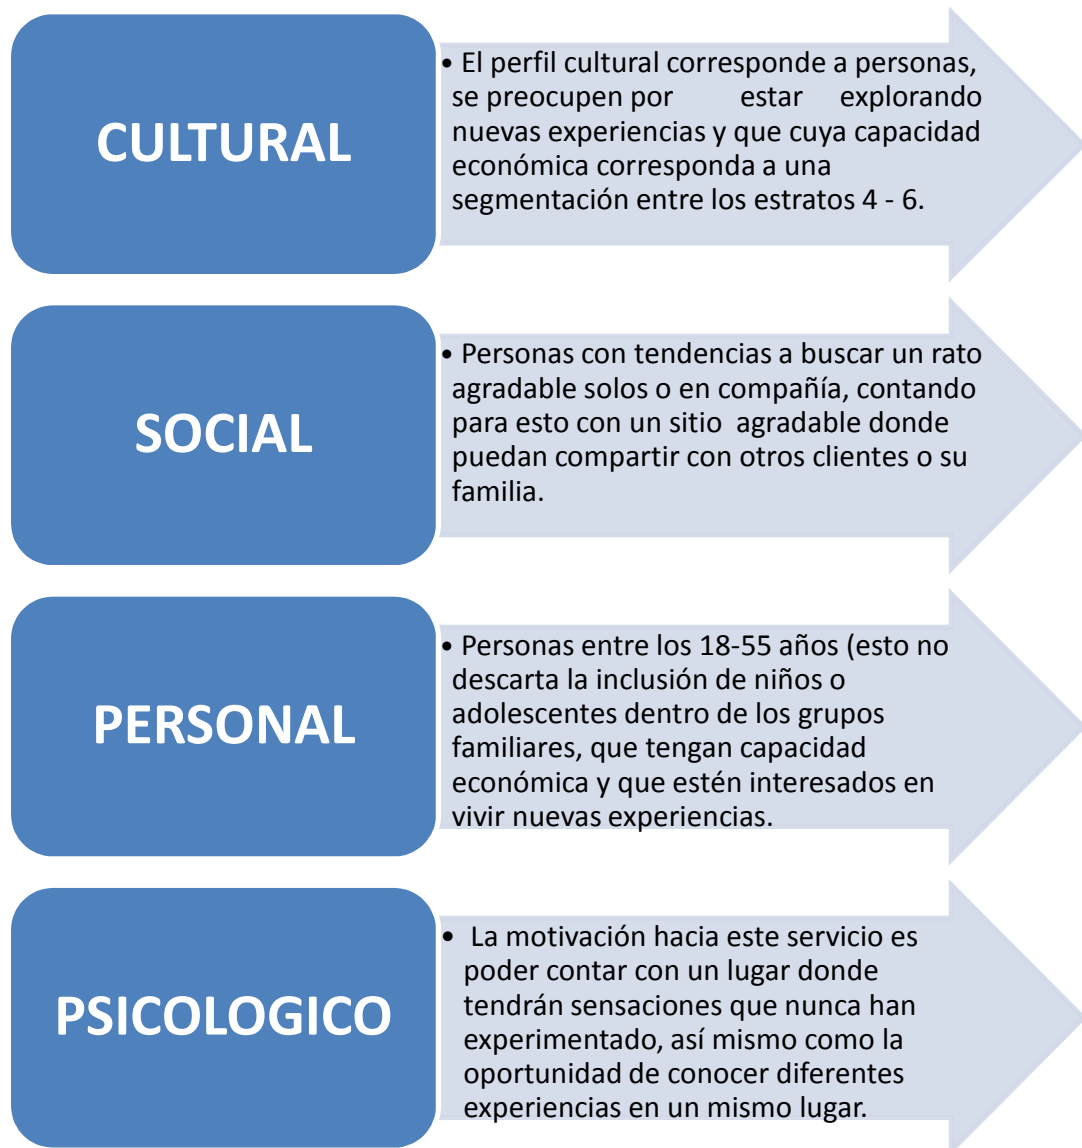 CULTURAL
• El perfil cultural corresponde a personas,
se preocupen por estar explorando
nuevas experiencias y que cuya capacidad
económica corresponda a una
segmentación entre los estratos 4 - 6.
SOCIAL
• Personas con tendencias a buscar un rato
agradable solos o en compañía, contando
para esto con un sitio agradable donde
puedan compartir con otros clientes o su
familia.
PERSONAL
• Personas entre los 18-55 años (esto no
descarta la inclusión de niños o
adolescentes dentro de los grupos
familiares, que tengan capacidad
económica y que estén interesados en
vivir nuevas experiencias.
PSICOLOGICO
• La motivación hacia este servicio es
poder contar con un lugar donde
tendrán sensaciones que nunca han
experimentado, así mismo como la
oportunidad de conocer diferentes
experiencias en un mismo lugar.